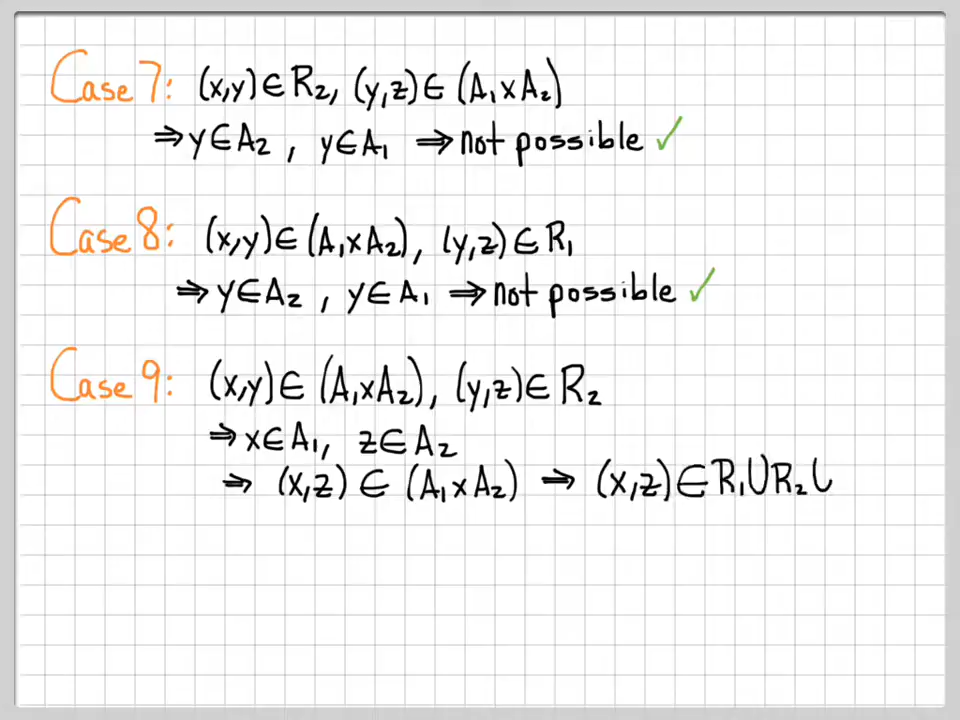 Case 7: (x,y) ∈ R₂, (y,z) ∈ (A₁ x A₂)
⇒ y ∈ A₂ , y ∈ A₁ ⇒ not possible ✓
Case 8: (x,y) ∈ (A₁ x A₂), (y,z) ∈ R₁
⇒ y ∈ A₂ , y ∈ A₁ ⇒ not possible ✓
Case 9: (x,y) ∈ (A₁ x A₂), (y,z) ∈ R₂
⇒ x ∈ A₁, z ∈ A₂
⇒ (x,z) ∈ (A₁ x A₂) ⇒ (x,z) ∈ R₁ ∪ R₂ ∪